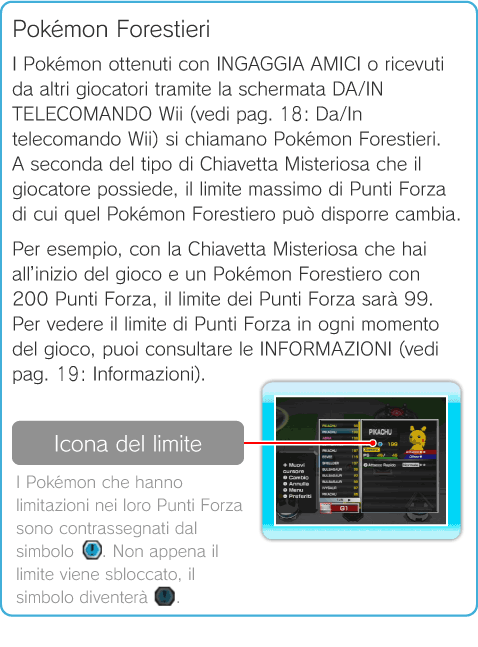 Pokémon Forestieri
I Pokémon ottenuti con INGAGGIA AMICI o ricevuti
da altri giocatori tramite la schermata DA/IN
TELECOMANDO Wii (vedi pag. 18: Da/In
telecomando Wii) si chiamano Pokémon Forestieri.
A seconda del tipo di Chiavetta Misteriosa che il
giocatore possiede, il limite massimo di Punti Forza
di cui quel Pokémon Forestiero può disporre cambia.
Per esempio, con la Chiavetta Misteriosa che hai
all'inizio del gioco e un Pokémon Forestiero con
200 Punti Forza, il limite dei Punti Forza sarà 99.
Per vedere il limite di Punti Forza in ogni momento
del gioco, puoi consultare le INFORMAZIONI (vedi
pag. 19: Informazioni).
Icona del limite
I Pokémon che hanno
limitazioni nei loro Punti Forza
sono contrassegnati dal
simbolo . Non appena il
limite viene sbloccato, il
simbolo diventerà .
PIKACHU
Muovi
cursore
Cambio
Annulla
Menu
Preferiti
G1